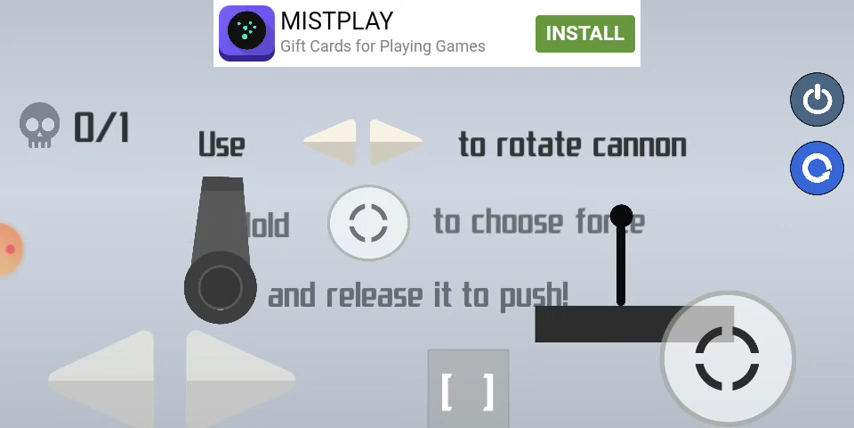 MISTPLAY
Gift Cards for Playing Games
INSTALL
0/1
Use to rotate cannon
Hold to choose force
and release it to push!
[ ]